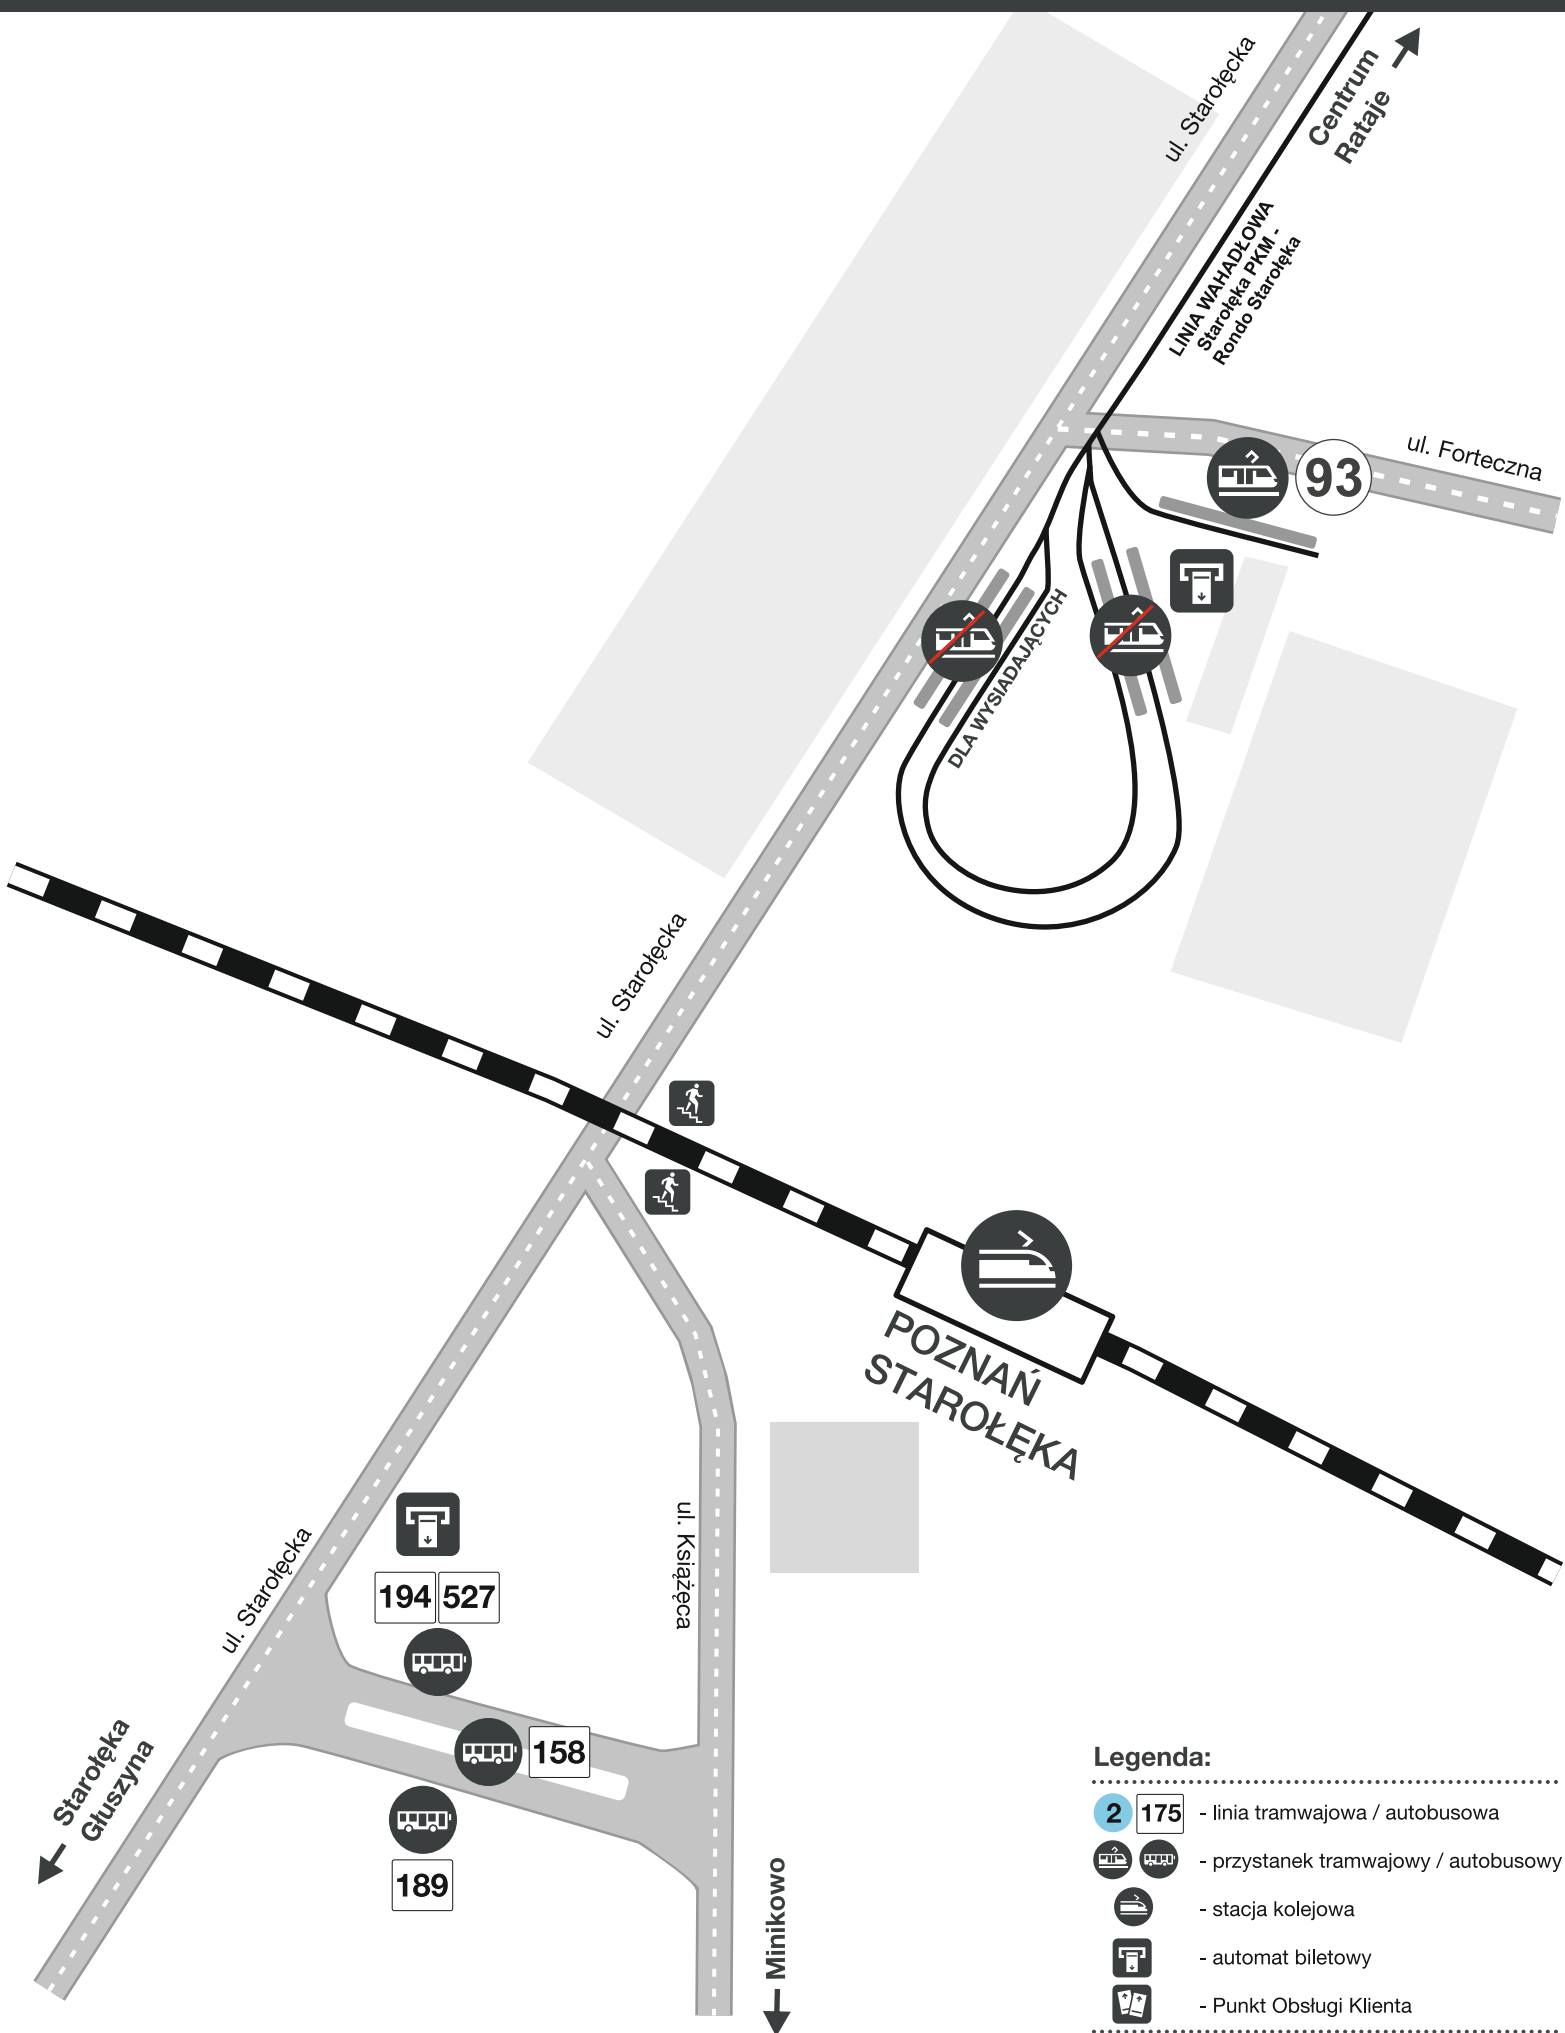 ul. Starołęcka
Centrum
Rataje
LINIA WAHADŁOWA
Starołęka PKM -
Rondo Starołęka
ul. Forteczna
93
DLA WYSIADAJĄCYCH
ul. Starołęcka
POZNAŃ
STAROŁĘKA
ul. Starołęcka
ul. Książęca
194 527
158
189
Starołęka
Głuszyna
Minikowo
Legenda:
2 175 - linia tramwajowa / autobusowa
- przystanek tramwajowy / autobusowy
- stacja kolejowa
- automat biletowy
- Punkt Obsługi Klienta